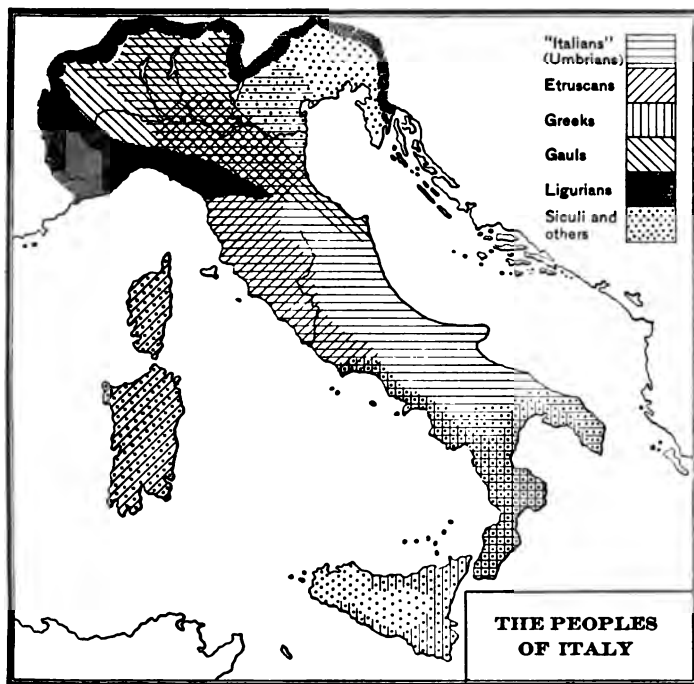 "Italians"
(Umbrians)
Etruscans
Greeks
Gauls
Ligurians
Siculi and
others
THE PEOPLES
OF ITALY